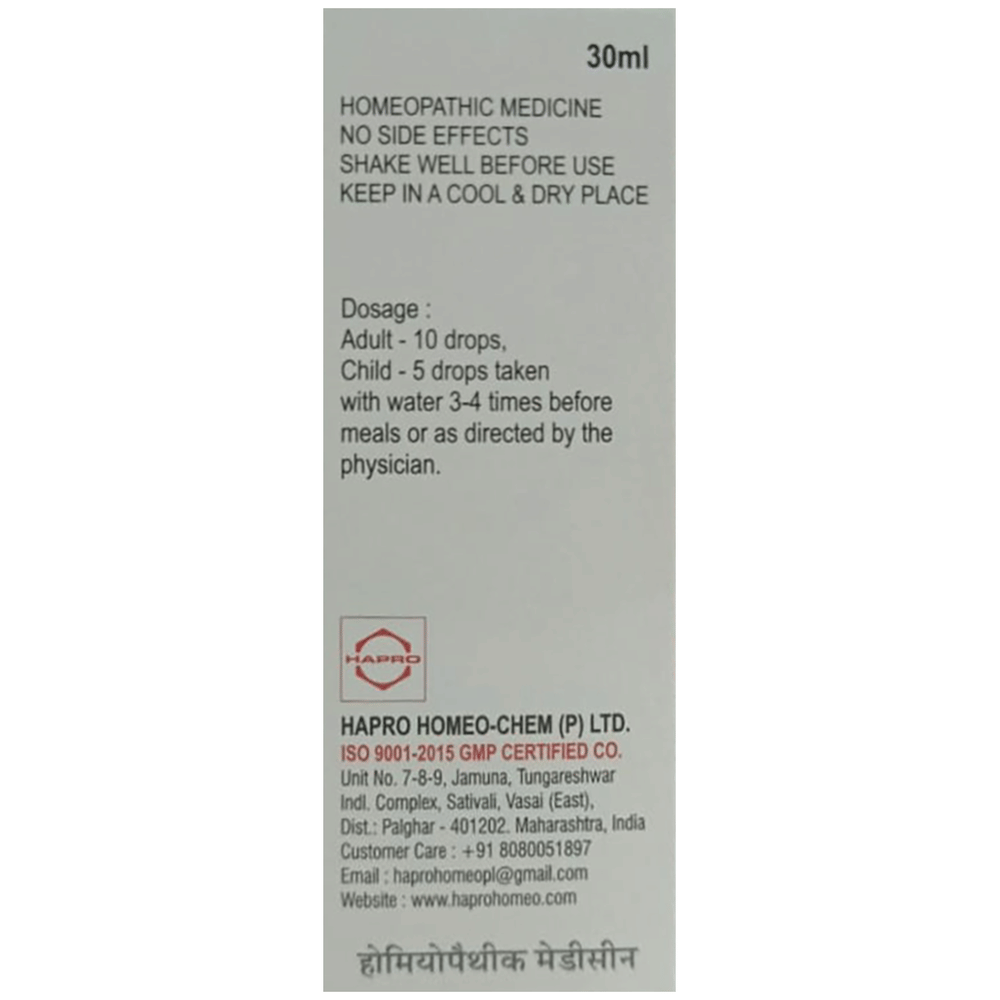 30ml
HOMEOPATHIC MEDICINE
NO SIDE EFFECTS
SHAKE WELL BEFORE USE
KEEP IN A COOL & DRY PLACE
Dosage :
Adult - 10 drops,
Child - 5 drops taken
with water 3-4 times before
meals or as directed by the
physician.
HAPRO
HAPRO HOMEO-CHEM (P) LTD.
ISO 9001-2015 GMP CERTIFIED CO.
Unit No. 7-8-9, Jamuna, Tungareshwar
Indl. Complex, Sativali, Vasai (East),
Dist.: Palghar - 401202. Maharashtra, India
Customer Care : +91 8080051897
Email : haprohomeopl@gmail.com
Website : www.haprohomeo.com
होमियोपैथीक मेडीसीन